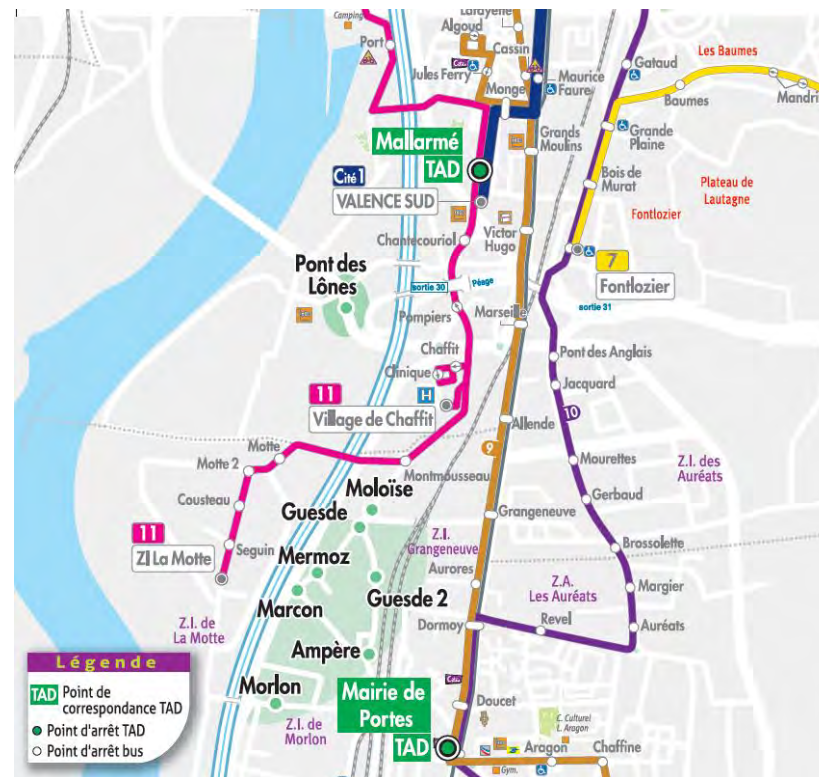 Camping
Port
Lafayette
Algoud
Cassin
Jules Ferry
Monge
Maurice
Faure
Gataud
Les Baumes
Baumes
Mandri
Mallarmé
TAD
Grands
Moulins
Grande
Plaine
Cité 1
VALENCE SUD
Bois de
Murat
Plateau de
Lautagne
Fontlozier
Chantecouriol
Victor
Hugo
7
Fontlozier
Pont des
Lônes
sortie 30
Péage
sortie 31
Pompiers
Marseille
Chaffit
Clinique
Pont des Anglais
Jacquard
11
H
Village de Chaffit
10
Allende
9
Motte
Motte 2
Montmousseau
Mourettes
Z.I. des
Auréats
Moloïse
Cousteau
Guesde
Gerbaud
Grangeneuve
11
ZI La Motte
Seguin
Z.I.
Grangeneuve
Brossolette
Mermoz
Aurores
Z.A.
Les Auréats
Margier
Marcon
Guesde 2
Z.I. de
La Motte
Dormoy
Revel
Auréats
Ampère
Légende
TAD Point de
correspondance TAD
Point d'arrêt TAD
Point d'arrêt bus
Morlon
Z.I. de
Morlon
Mairie de
Portes
TAD
Doucet
C. Culturel
L. Aragon
Aragon
Chaffine
Gym.